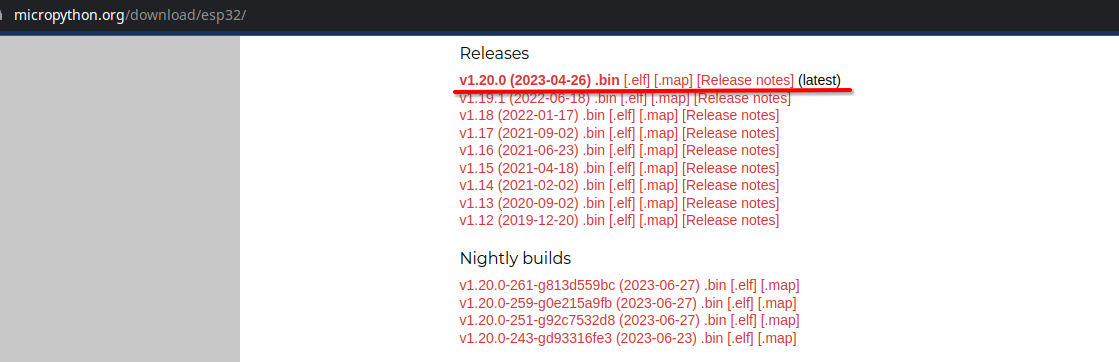 micropython.org/download/esp32/
Releases
v1.20.0 (2023-04-26) .bin [.elf] [.map] [Release notes] (latest)
v1.19.1 (2022-06-18) .bin [.elf] [.map] [Release notes]
v1.18 (2022-01-17) .bin [.elf] [.map] [Release notes]
v1.17 (2021-09-02) .bin [.elf] [.map] [Release notes]
v1.16 (2021-06-23) .bin [.elf] [.map] [Release notes]
v1.15 (2021-04-18) .bin [.elf] [.map] [Release notes]
v1.14 (2021-02-02) .bin [.elf] [.map] [Release notes]
v1.13 (2020-09-02) .bin [.elf] [.map] [Release notes]
v1.12 (2019-12-20) .bin [.elf] [.map] [Release notes]
Nightly builds
v1.20.0-261-g813d559bc (2023-06-27) .bin [.elf] [.map]
v1.20.0-259-g0e215a9fb (2023-06-27) .bin [.elf] [.map]
v1.20.0-251-g92c7532d8 (2023-06-27) .bin [.elf] [.map]
v1.20.0-243-gd93316fe3 (2023-06-23) .bin [.elf] [.map]